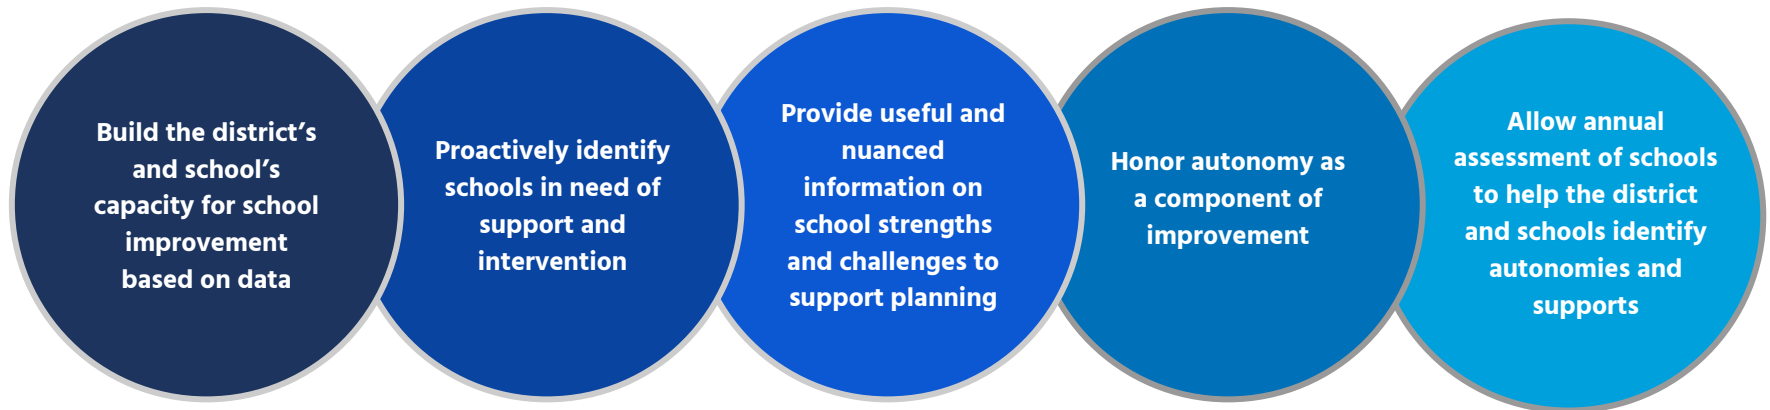 Build the district's
and school's
capacity for school
improvement
based on data
Proactively identify
schools in need of
support and
intervention
Provide useful and
nuanced
information on
school strengths
and challenges to
support planning
Honor autonomy as
a component of
improvement
Allow annual
assessment of schools
to help the district
and schools identify
autonomies and
supports